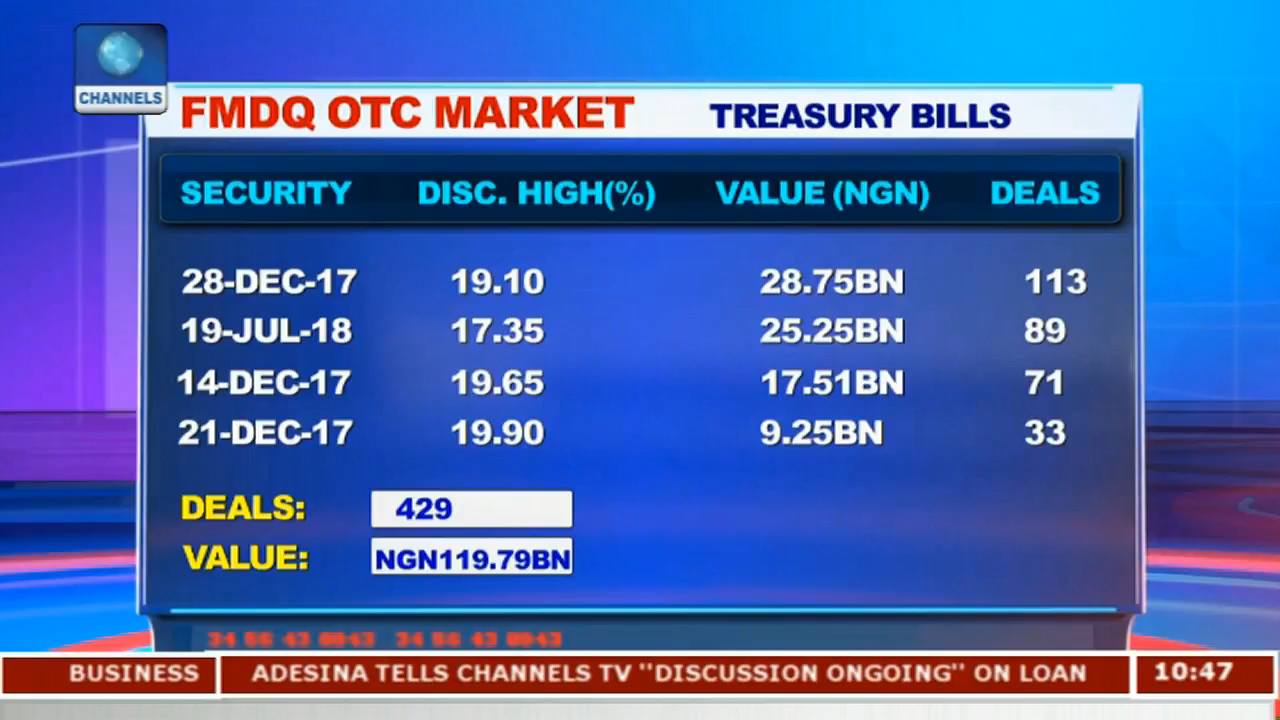 CHANNELS
FMDQ OTC MARKET TREASURY BILLS
SECURITY DISC. HIGH(%) VALUE (NGN) DEALS
28-DEC-17 19.10 28.75BN 113
19-JUL-18 17.35 25.25BN 89
14-DEC-17 19.65 17.51BN 71
21-DEC-17 19.90 9.25BN 33
DEALS: 429
VALUE: NGN119.79BN
BUSINESS ADESINA TELLS CHANNELS TV "DISCUSSION ONGOING" ON LOAN 10:47